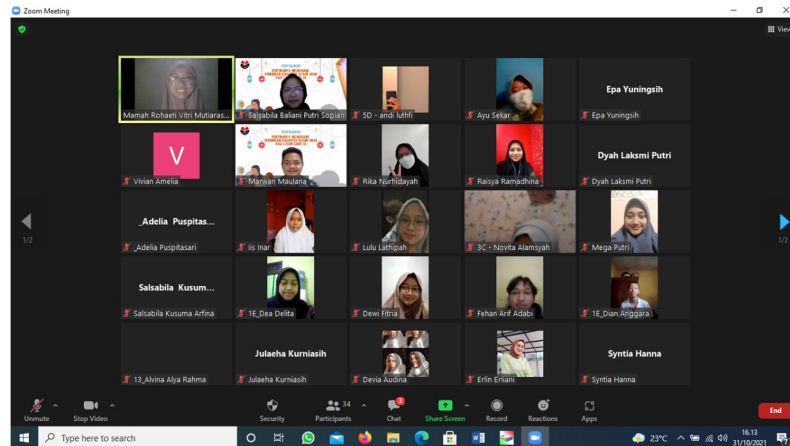 Zoom Meeting
View
Mamah Rohaeti Vitri Mutiaras...
Salsabila Baliani Putri Sopian
5D - andi luthfi
Ayu Sekar
Epa Yuningsih
Epa Yuningsih
V
Vivian Amelia
Marwan Maulana
Rika Nurhidayah
Raisya Ramadhina
Dyah Laksmi Putri
Dyah Laksmi Putri
_Adelia Puspitas...
_Adelia Puspitasari
Iis Inar
Lulu Lathipah
3C - Novita Alamsyah
Mega Putri
1/2
1/2
Salsabila Kusum...
Salsabila Kusuma Arfina
1E_Dea Delita
Dewi Fitria
Fehan Arif Adabi
1E_Dian Anggara
13_Alvina Alya Rahma
Julaeha Kurniasih
Julaeha Kurniasih
Devia Audina
Erlin Erliani
Syntia Hanna
Syntia Hanna
Unmute
Stop Video
Security
34
Participants
3
Chat
Share Screen
Record
Reactions
Apps
End
Type here to search
23°C
16.13
31/10/2021